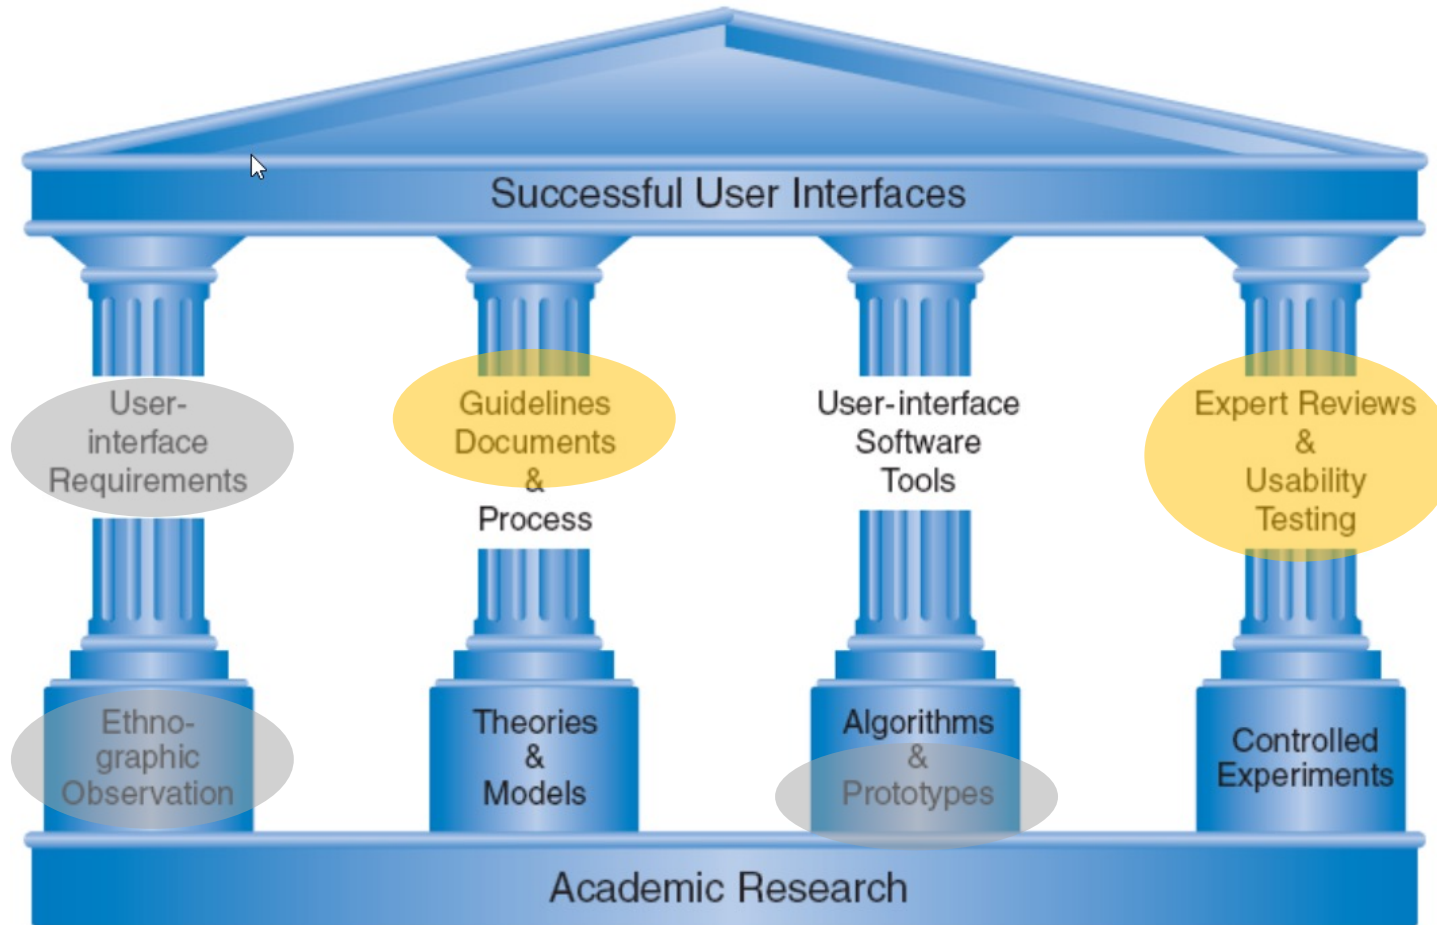 Successful User Interfaces
User-
interface
Requirements
Guidelines
Documents
&
Process
User-interface
Software
Tools
Expert Reviews
&
Usability
Testing
Ethno-
graphic
Observation
Theories
&
Models
Algorithms
&
Prototypes
Controlled
Experiments
Academic Research